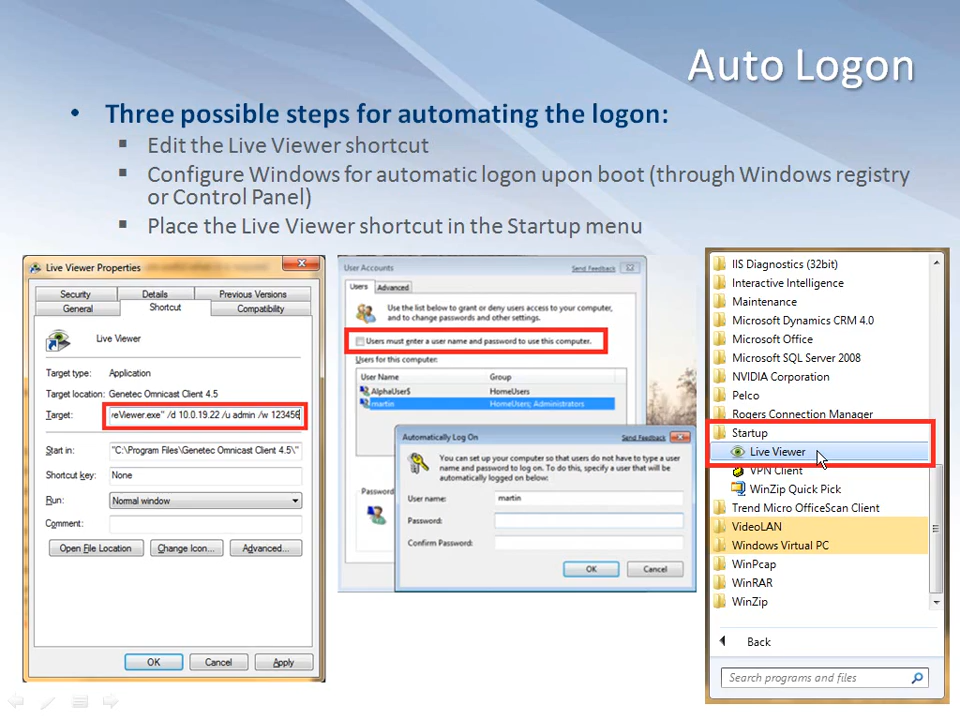 Auto Logon
• Three possible steps for automating the logon:
▪ Edit the Live Viewer shortcut
▪ Configure Windows for automatic logon upon boot (through Windows registry
or Control Panel)
▪ Place the Live Viewer shortcut in the Startup menu
Live Viewer Properties
Security Details Previous Versions
General Shortcut Compatibility
Live Viewer
Target type: Application
Target location: Genetec Omnicast Client 4.5
Target: reViewer.exe" /d 10.0.19.22 /u admin /w 123456
Start in: "C:\Program Files\Genetec Omnicast Client 4.5\"
Shortcut key: None
Run: Normal window
Comment:
Open File Location Change Icon... Advanced...
OK Cancel Apply
User Accounts Send Feedback
Users Advanced
Use the list below to grant or deny users access to your computer,
and to change passwords and other settings.
Users must enter a user name and password to use this computer.
Users for this computer:
User Name Group
AlphaUser$ HomeUsers
martin HomeUsers; Administrators
Password
Automatically Log On Send Feedback
You can set up your computer so that users do not have to type a
user name and password to log on. To do this, specify a user that will be
automatically logged on below:
User name: martin
Password:
Confirm Password:
OK Cancel
IIS Diagnostics (32bit)
Interactive Intelligence
Maintenance
Microsoft Dynamics CRM 4.0
Microsoft Office
Microsoft SQL Server 2008
NVIDIA Corporation
Pelco
Rogers Connection Manager
Startup
Live Viewer
VPN Client
WinZip Quick Pick
Trend Micro OfficeScan Client
VideoLAN
Windows Virtual PC
WinPcap
WinRAR
WinZip
Back
Search programs and files